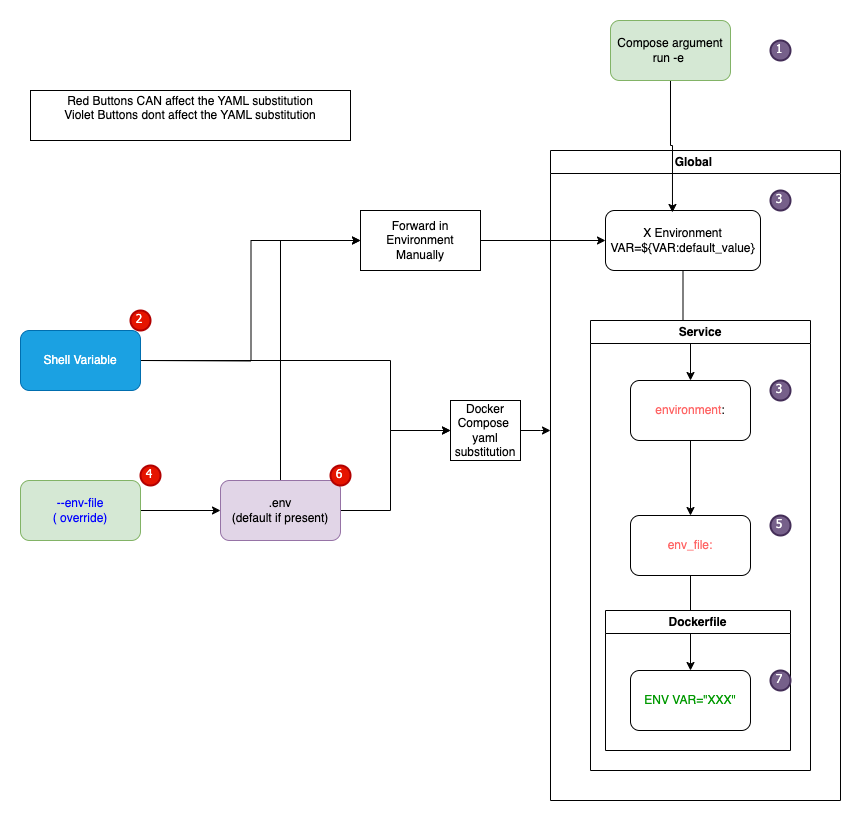 Compose argument
run -e
1
Red Buttons CAN affect the YAML substitution
Violet Buttons dont affect the YAML substitution
Global
3
Forward in
Environment
Manually
X Environment
VAR=${VAR:default_value}
2
Shell Variable
Service
3
environment:
Docker
Compose
yaml
substitution
4
--env-file
( override)
6
.env
(default if present)
5
env_file:
Dockerfile
7
ENV VAR="XXX"